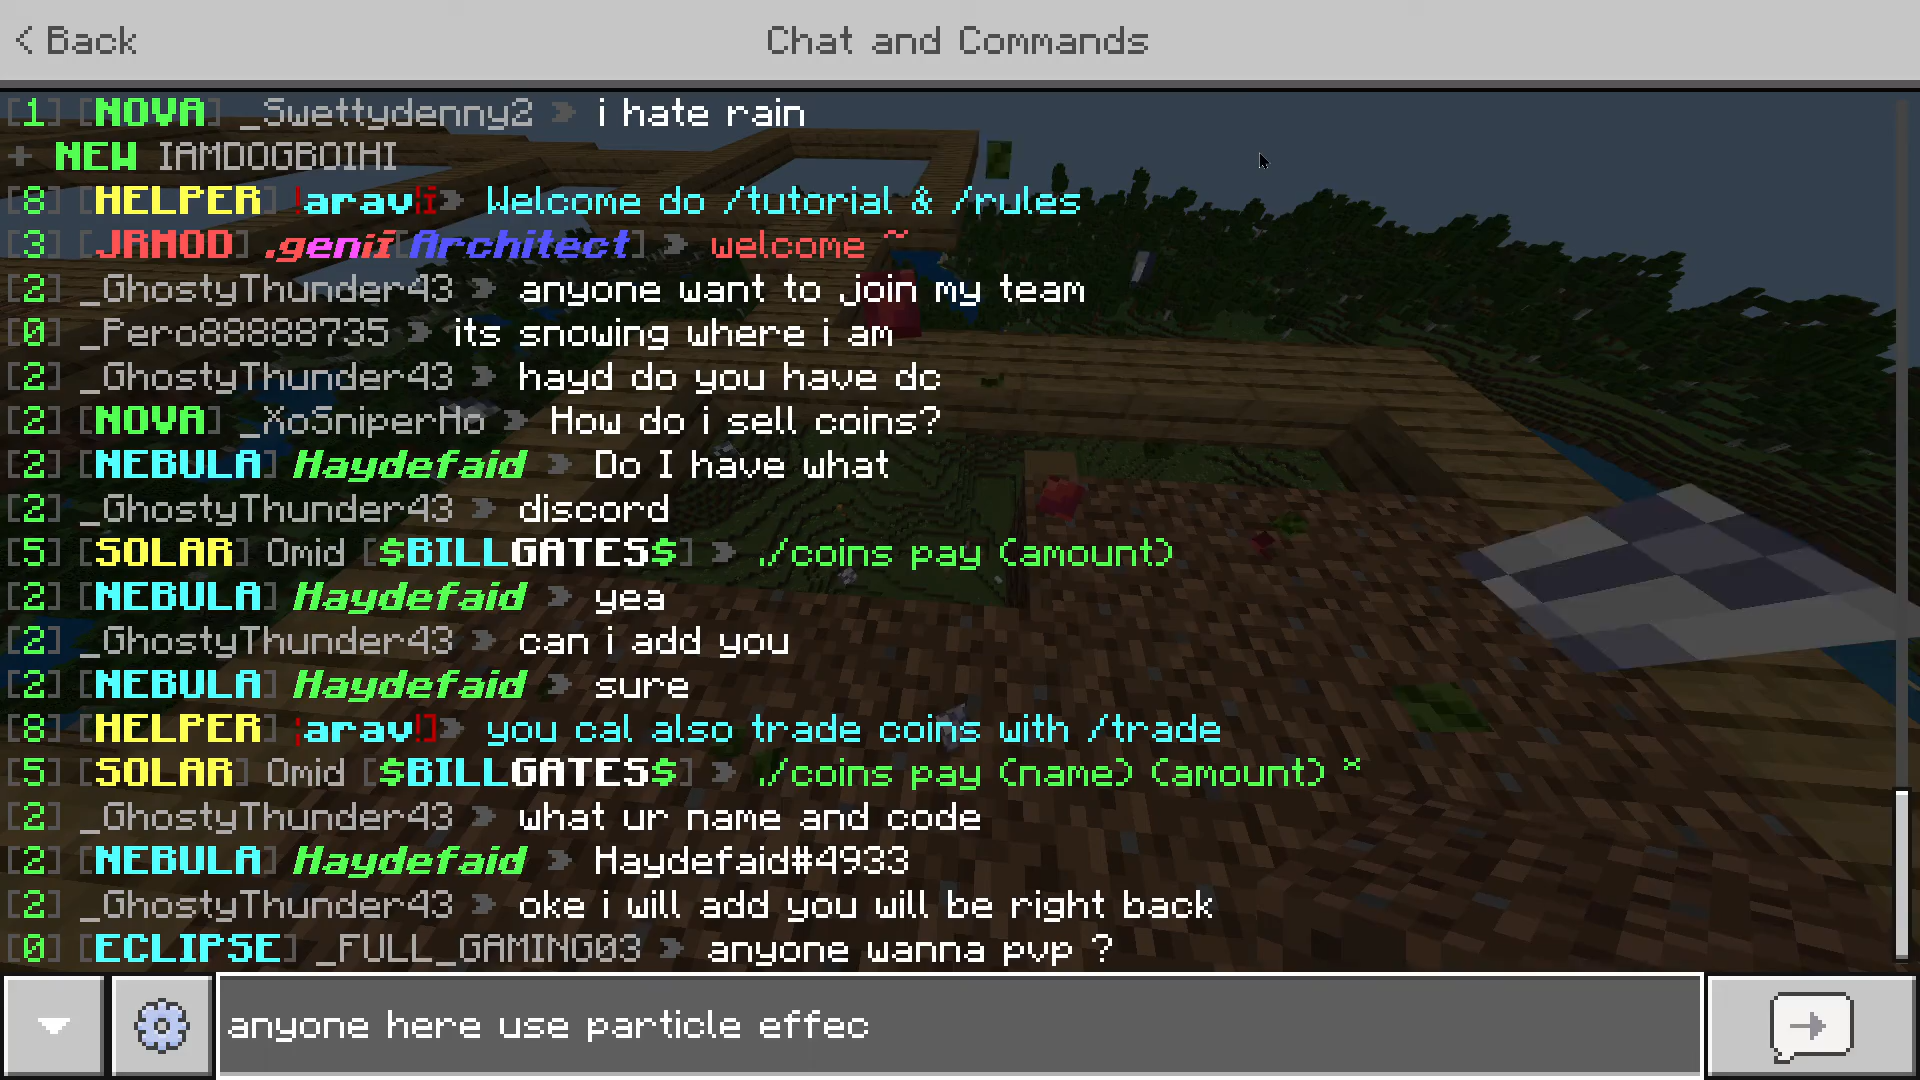 < Back
Chat and Commands
[1] [NOVA] _Swettydenny2 » i hate rain
+ NEW IAMDOGBOIHI
[8] [HELPER] !arav » Welcome do /tutorial & /rules
[3] [JRMOD] .genii [Architect] » welcome ~
[2] _GhostyThunder43 » anyone want to join my team
[0] _Pero88888735 » its snowing where i am
[2] _GhostyThunder43 » hayd do you have dc
[2] [NOVA] _XoSniperHo » How do i sell coins?
[2] [NEBULA] Haydefaid » Do I have what
[2] _GhostyThunder43 » discord
[5] [SOLAR] Omid [$BILLGATES$] » ./coins pay (amount)
[2] [NEBULA] Haydefaid » yea
[2] _GhostyThunder43 » can i add you
[2] [NEBULA] Haydefaid » sure
[8] [HELPER] arav » you cal also trade coins with /trade
[5] [SOLAR] Omid [$BILLGATES$] » ./coins pay (name) (amount) *
[2] _GhostyThunder43 » what ur name and code
[2] [NEBULA] Haydefaid » Haydefaid#4933
[2] _GhostyThunder43 » oke i will add you will be right back
[0] [ECLIPSE] _FULL_GAMING03 » anyone wanna pvp ?
anyone here use particle effec